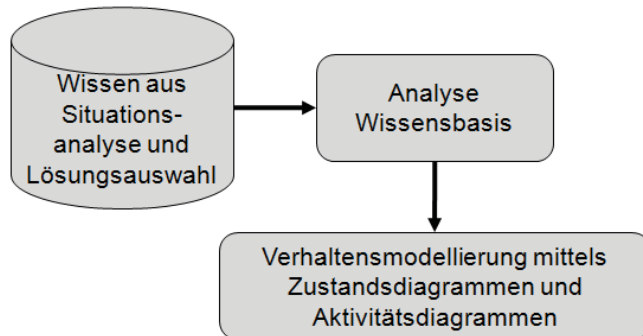 Wissen aus
Situations-
analyse und
Lösungsauswahl
Analyse
Wissensbasis
Verhaltensmodellierung mittels
Zustandsdiagrammen und
Aktivitätsdiagrammen